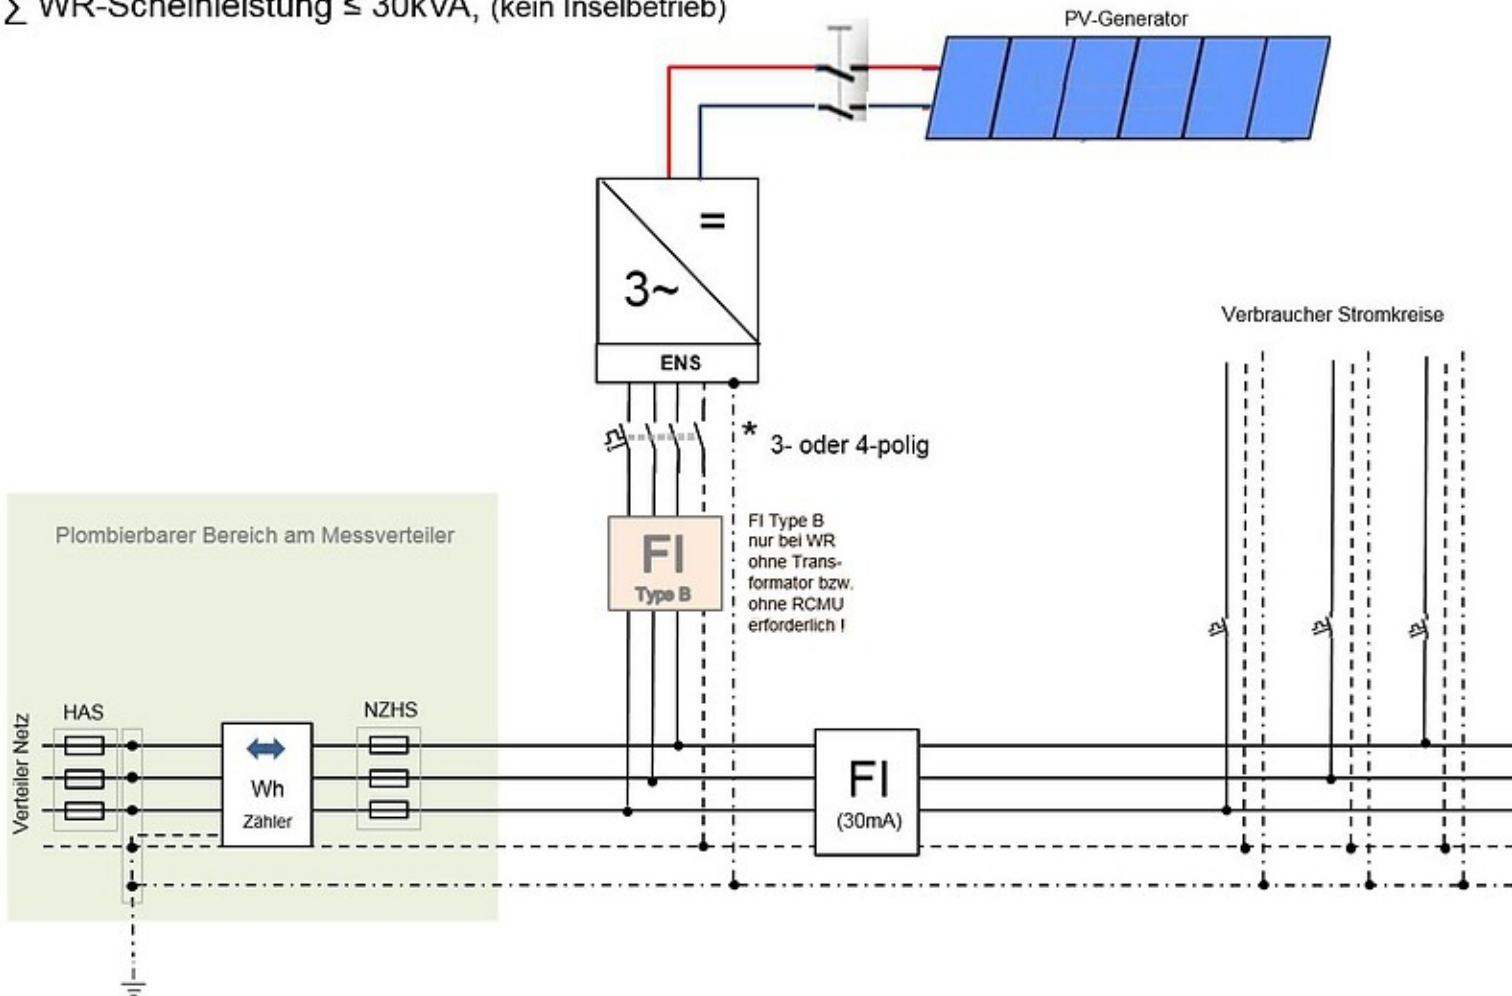 ∑ WR-Scheinleistung ≤ 30kVA, (kein Inselbetrieb)
PV-Generator
=
3~
ENS
Verbraucher Stromkreise
* 3- oder 4-polig
Plombierbarer Bereich am Messverteiler
FI
Type B
FI Type B
nur bei WR
ohne Trans-
formator bzw.
ohne RCMU
erforderlich !
Verteiler Netz
HAS
NZHS
Wh
Zähler
FI
(30mA)